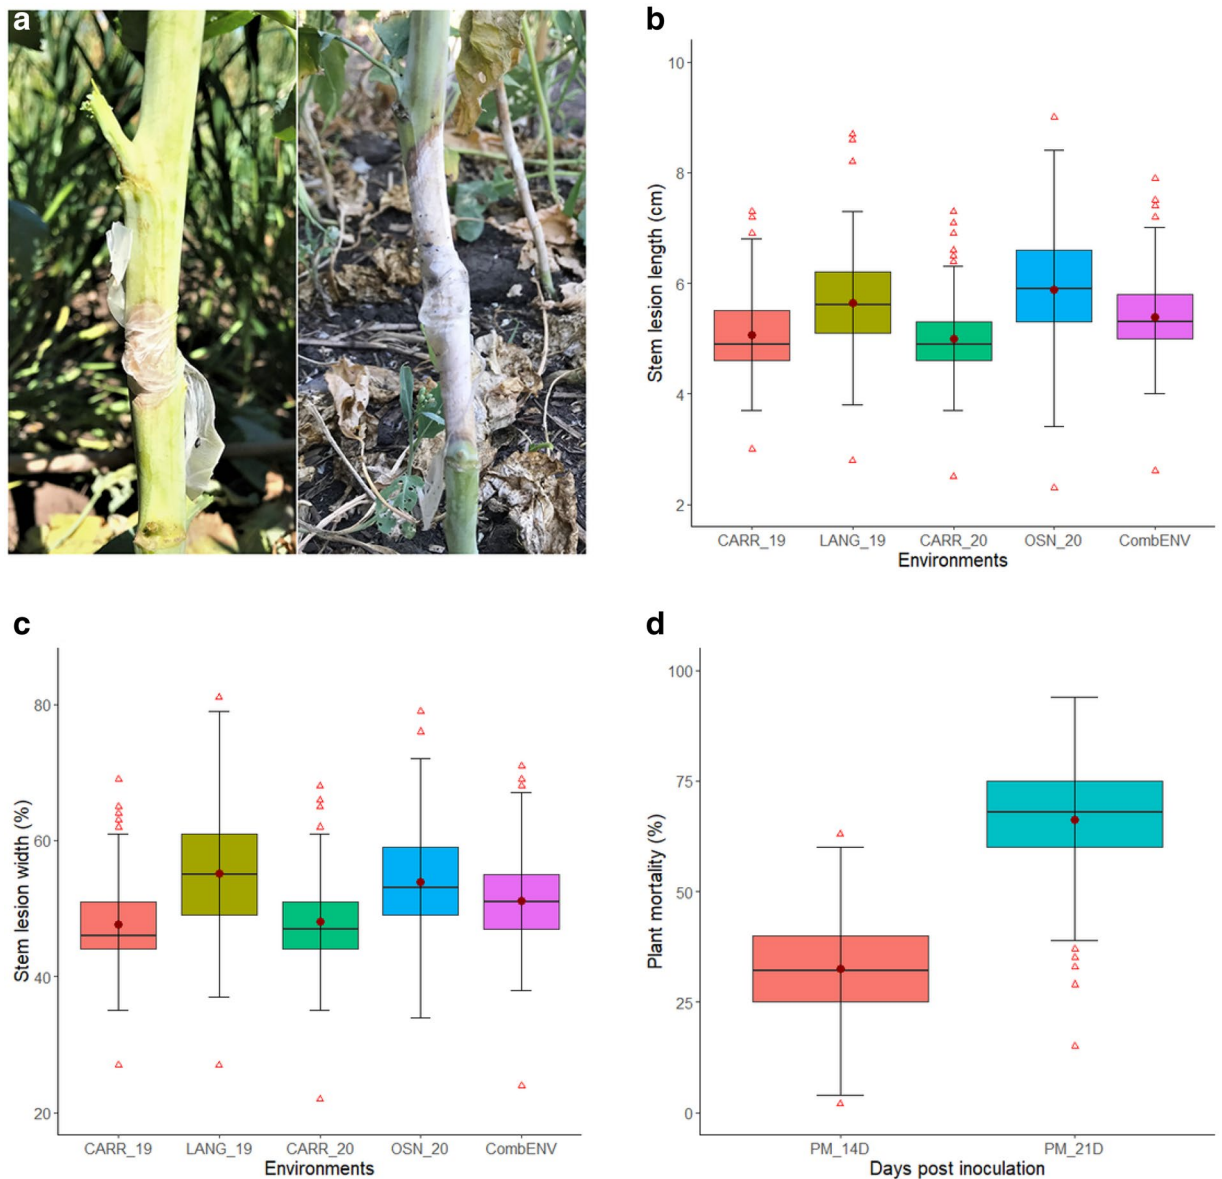 a
b
10
8
6
4
2
Stem lesion length (cm)
CARR_19 LANG_19 CARR_20 OSN_20 CombENV
Environments
c
80
60
40
20
Stem lesion width (%)
CARR_19 LANG_19 CARR_20 OSN_20 CombENV
Environments
d
100
75
50
25
0
Plant mortality (%)
PM_14D PM_21D
Days post inoculation